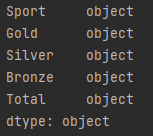 Sport     object
Gold      object
Silver    object
Bronze    object
Total     object
dtype: object